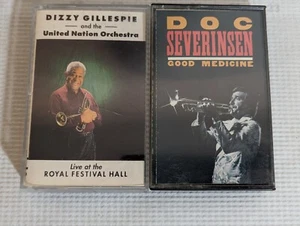 DIZZY GILLESPIE
and the
United Nation Orchestra
Live at the
ROYAL FESTIVAL HALL
DOC
SEVERINSEN
GOOD MEDICINE